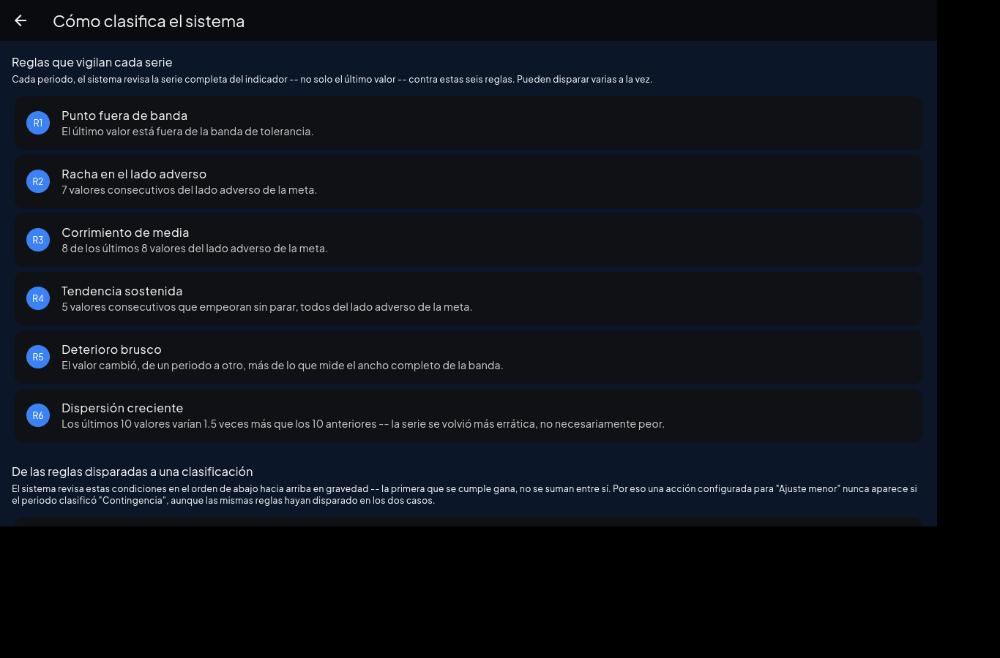 Cómo clasifica el sistema
Reglas que vigilan cada serie
Cada periodo, el sistema revisa la serie completa del indicador -- no solo el último valor -- contra estas seis reglas. Pueden disparar varias a la vez.
R1
Punto fuera de banda
El último valor está fuera de la banda de tolerancia.
R2
Racha en el lado adverso
7 valores consecutivos del lado adverso de la meta.
R3
Corrimiento de media
8 de los últimos 8 valores del lado adverso de la meta.
R4
Tendencia sostenida
5 valores consecutivos que empeoran sin parar, todos del lado adverso de la meta.
R5
Deterioro brusco
El valor cambió, de un periodo a otro, más de lo que mide el ancho completo de la banda.
R6
Dispersión creciente
Los últimos 10 valores varían 1.5 veces más que los 10 anteriores -- la serie se volvió más errática, no necesariamente peor.
De las reglas disparadas a una clasificación
El sistema revisa estas condiciones en el orden de abajo hacia arriba en gravedad -- la primera que se cumple gana, no se suman entre sí. Por eso una acción configurada para "Ajuste menor" nunca aparece si
el periodo clasificó "Contingencia", aunque las mismas reglas hayan disparado en los dos casos.